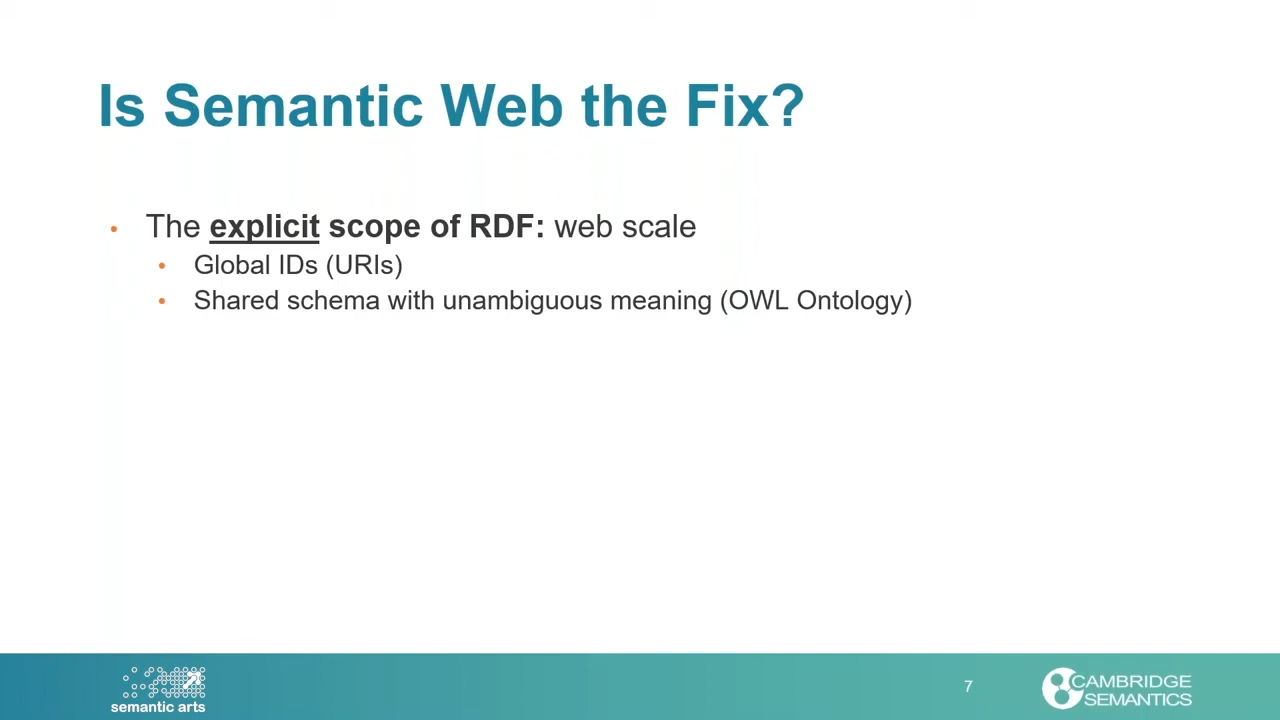 Is Semantic Web the Fix?
• The explicit scope of RDF: web scale
• Global IDs (URIs)
• Shared schema with unambiguous meaning (OWL Ontology)
semantic arts
7
CAMBRIDGE
SEMANTICS